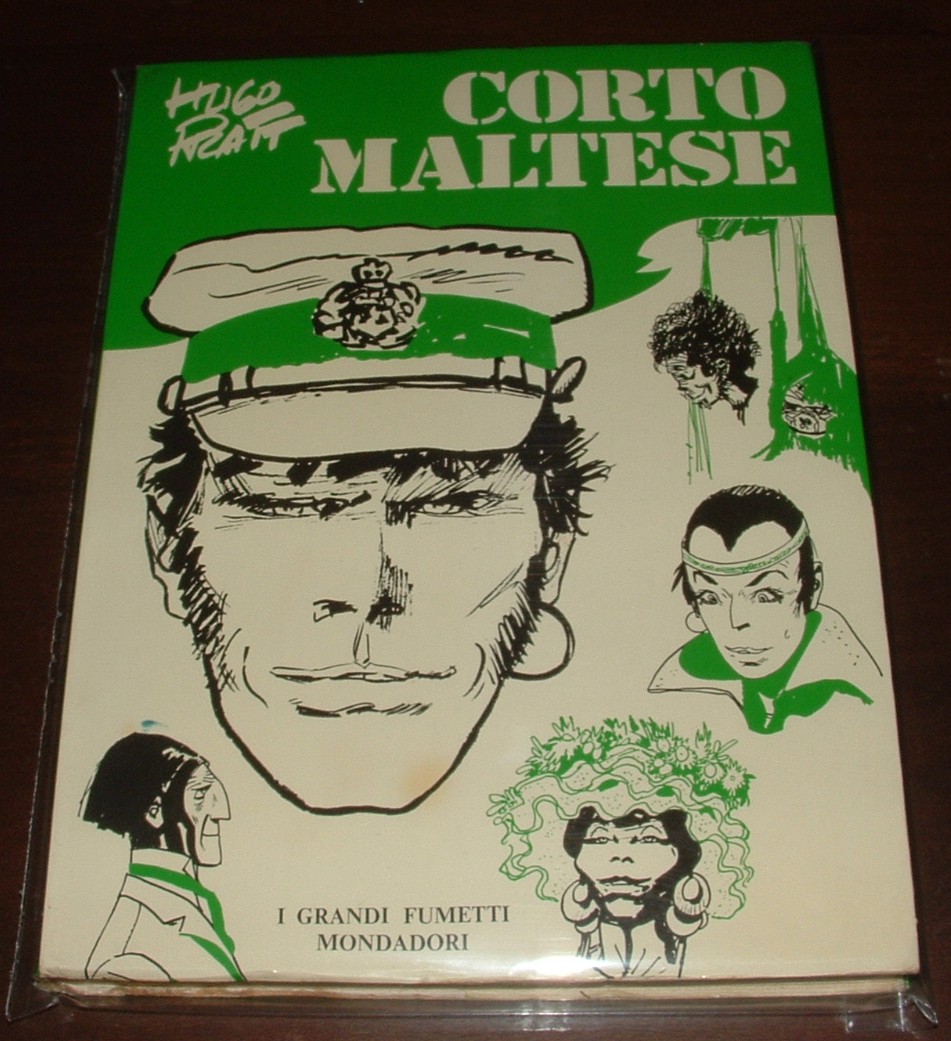 HUGO
PRATT
CORTO
MALTESE
I GRANDI FUMETTI
MONDADORI